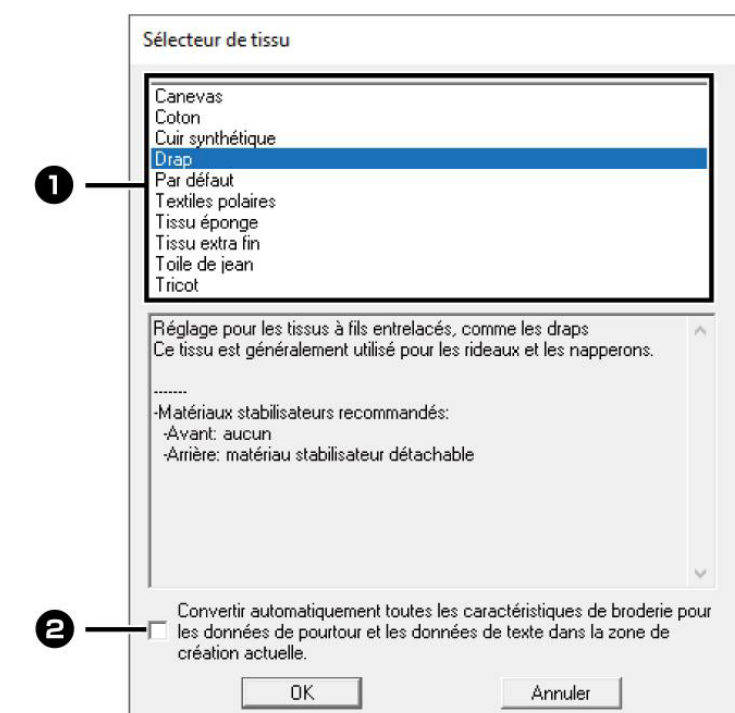 Sélecteur de tissu
Canevas
Coton
Cuir synthétique
Drap
Par défaut
Textiles polaires
Tissu éponge
Tissu extra fin
Toile de jean
Tricot
1
Réglage pour les tissus à fils entrelacés, comme les draps
Ce tissu est généralement utilisé pour les rideaux et les napperons.
-------
-Matériaux stabilisateurs recommandés:
-Avant: aucun
-Arrière: matériau stabilisateur détachable
2
Convertir automatiquement toutes les caractéristiques de broderie pour
les données de pourtour et les données de texte dans la zone de
création actuelle.
OK
Annuler